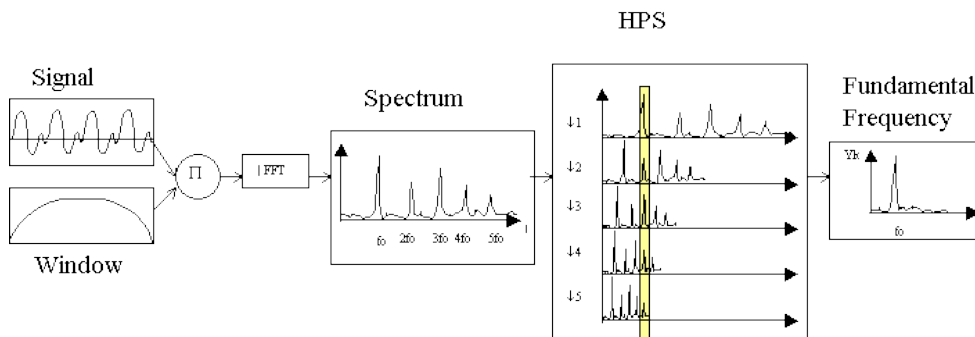 HPS
Signal
Spectrum
Fundamental
Frequency
↓1
↓2
↓3
↓4
↓5
Π
FFT
Yk
fo 2fo 3fo 4fo 5fo
fo
Window